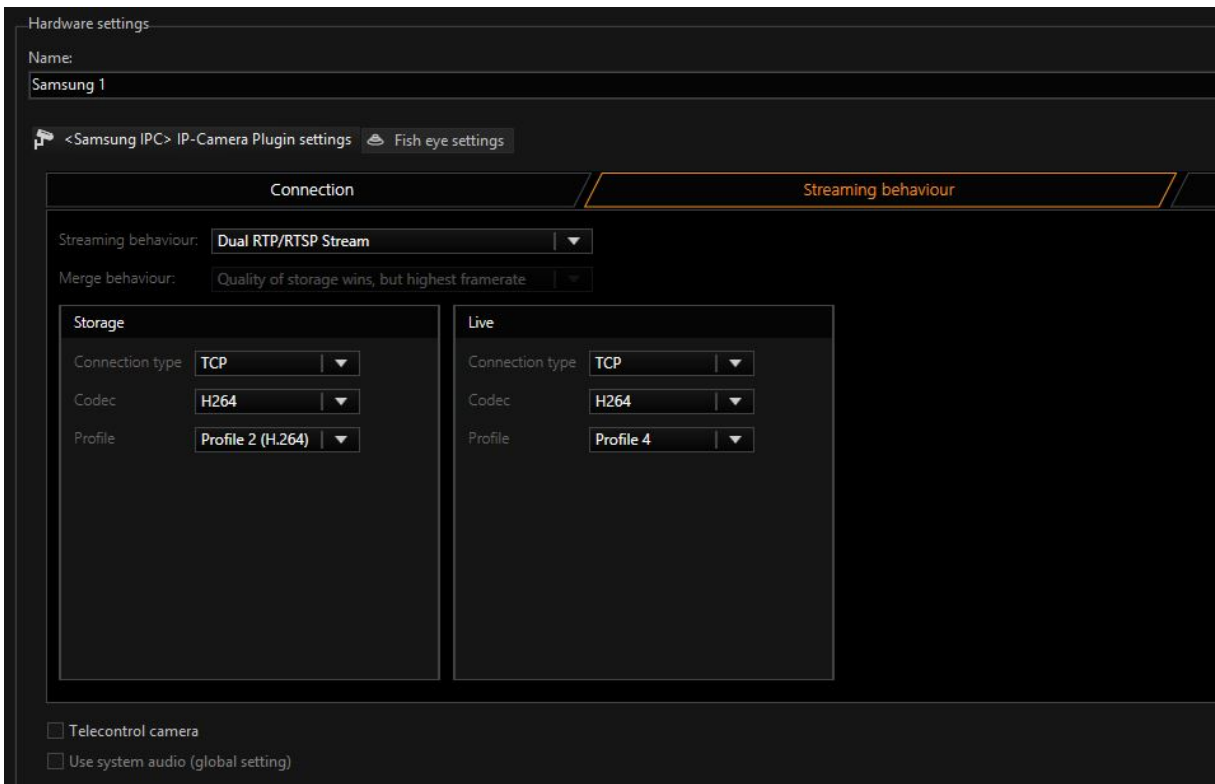 Hardware settings
Name:
Samsung 1
<Samsung IPC> IP-Camera Plugin settings Fish eye settings
Connection Streaming behaviour
Streaming behaviour: Dual RTP/RTSP Stream
Merge behaviour: Quality of storage wins, but highest framerate
Storage Live
Connection type TCP Connection type TCP
Codec H264 Codec H264
Profile Profile 2 (H.264) Profile Profile 4
Telecontrol camera
Use system audio (global setting)